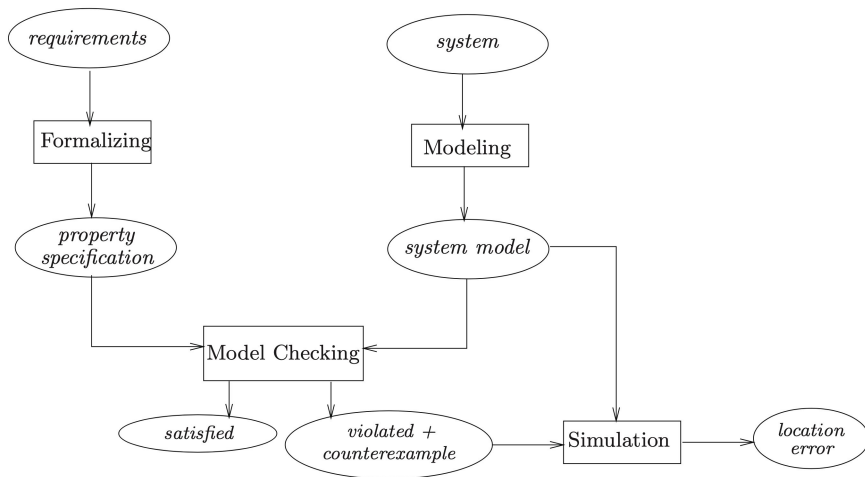 requirements
system
Formalizing
Modeling
property
specification
system model
Model Checking
satisfied
violated +
counterexample
Simulation
location
error